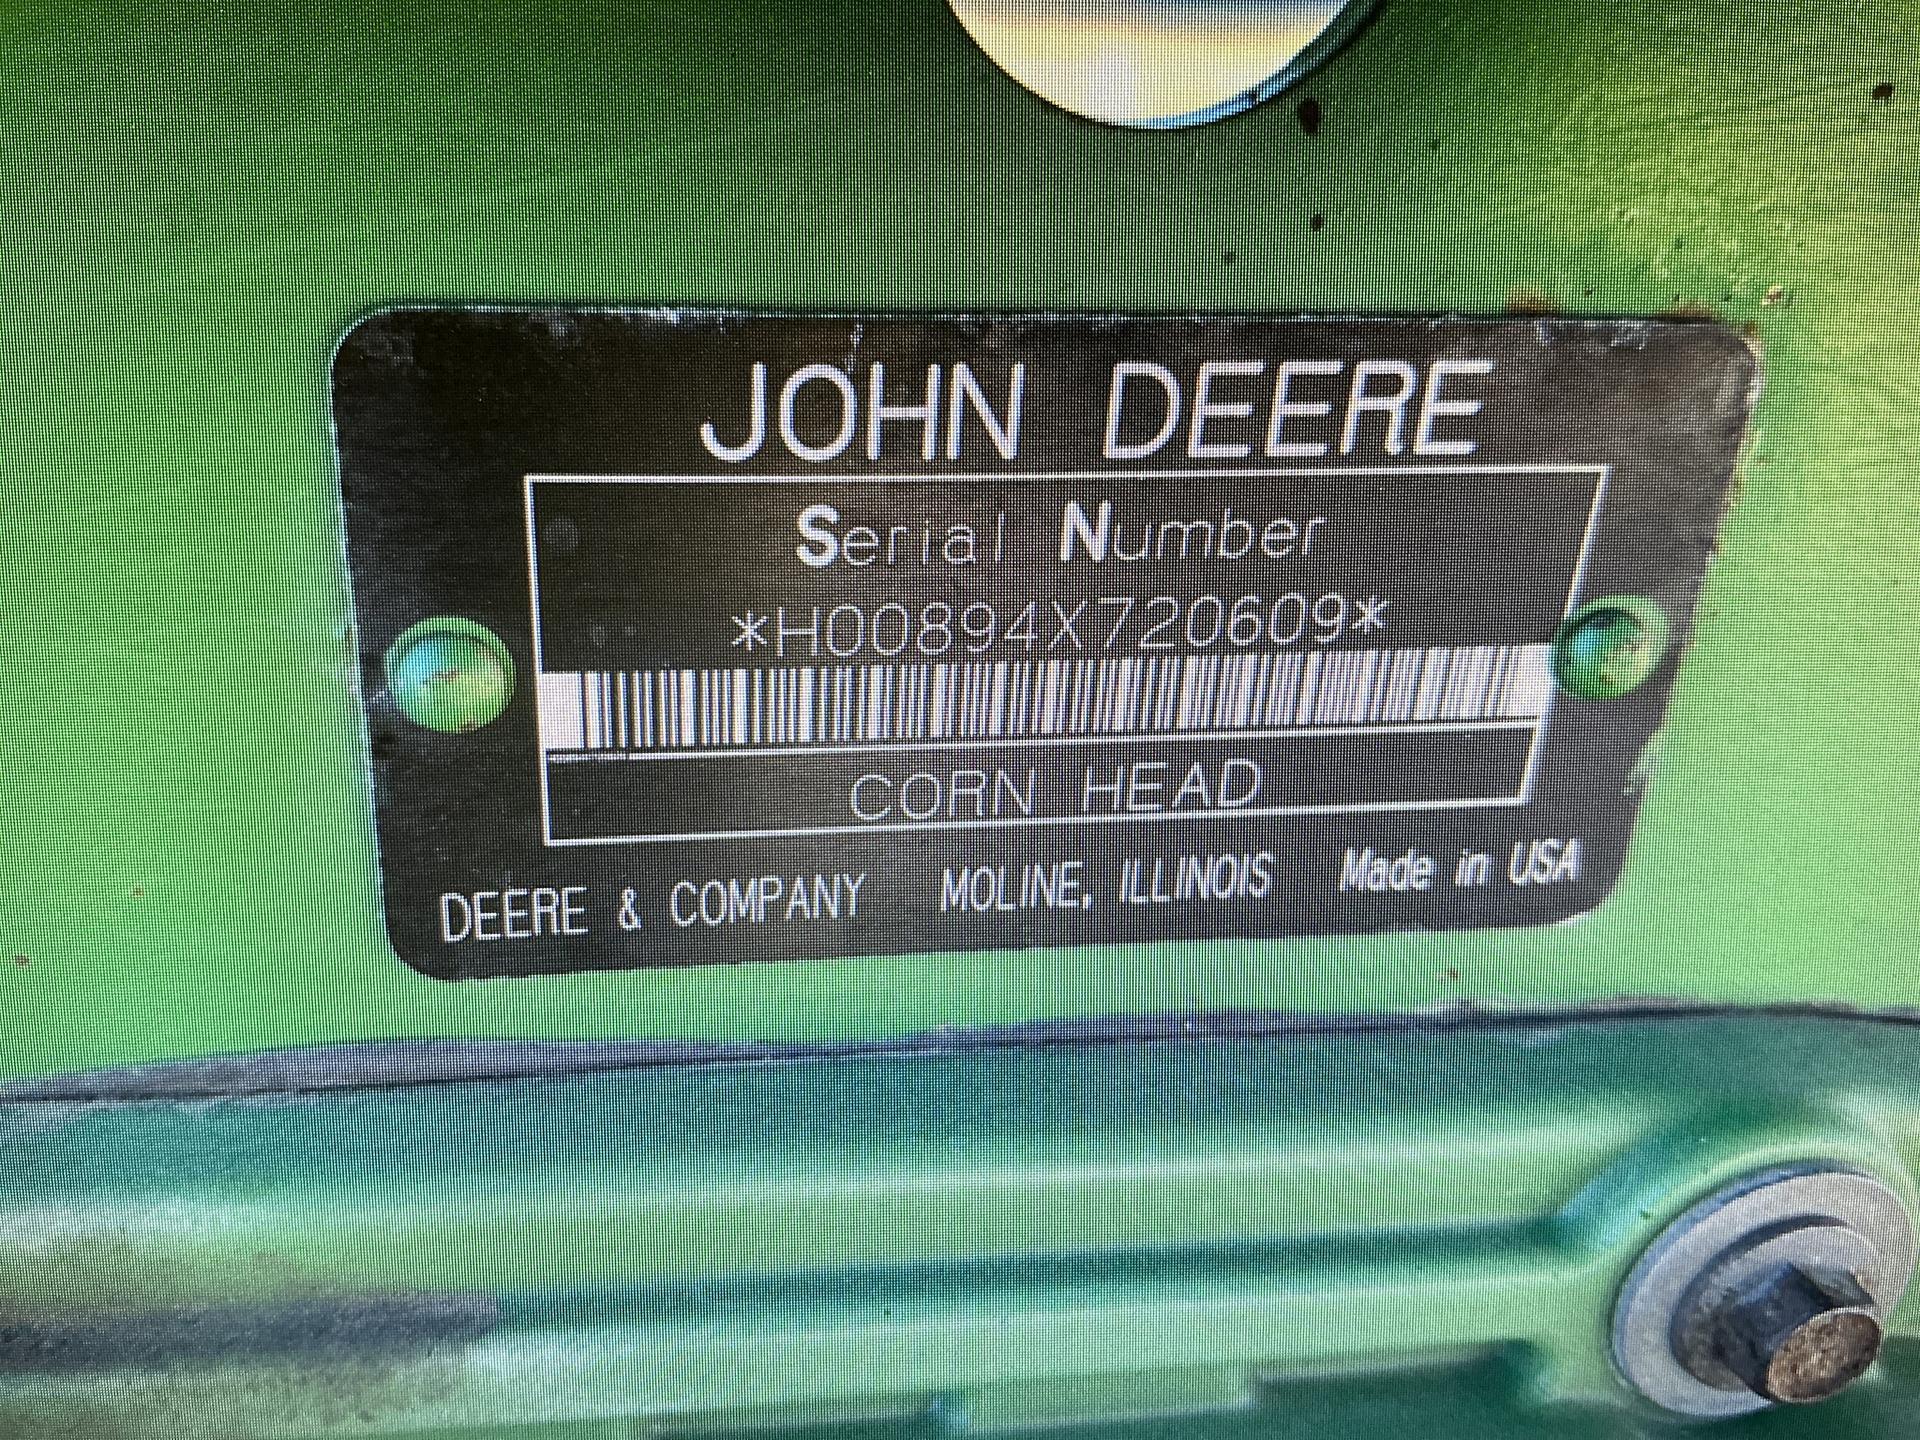 JOHN DEERE
Serial Number
*H00894X720609*
CORN HEAD
DEERE & COMPANY MOLINE, ILLINOIS Made in USA